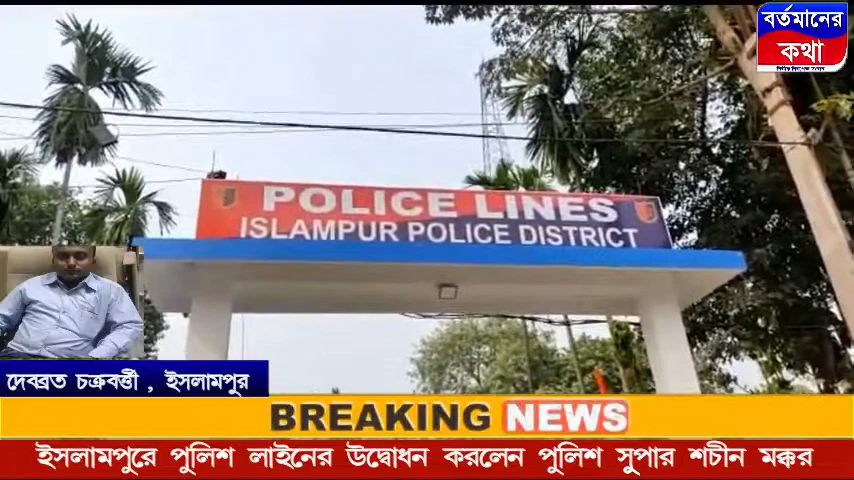 বর্তমানের
কথা
POLICE LINES
ISLAMPUR POLICE DISTRICT
দেবব্রত চক্রবর্ত্তী , ইসলামপুর
BREAKING NEWS
ইসলামপুরে পুলিশ লাইনের উদ্বোধন করলেন পুলিশ সুপার শচীন মক্কর